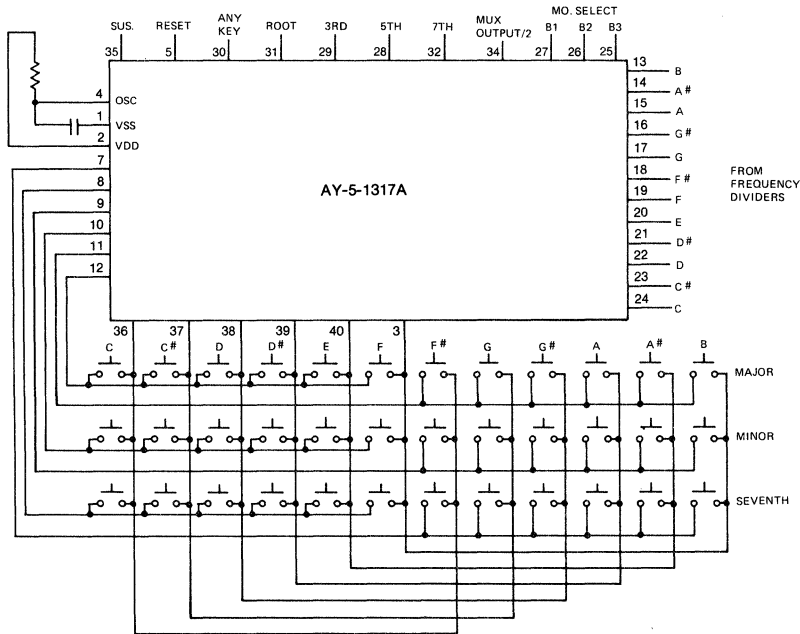 SUS. RESET ANY KEY ROOT 3RD 5TH 7TH MUX OUTPUT/2 MO. SELECT B1 B2 B3
35 5 30 31 29 28 32 34 27 26 25
4 OSC
1 VSS
2 VDD
7
8
9
10
11
12
AY-5-1317A
13 B
14 A#
15 A
16 G#
17 G
18 F#
19 F
20 E
21 D#
22 D
23 C#
24 C
FROM
FREQUENCY
DIVIDERS
36 37 38 39 40 3
C C# D D# E F F# G G# A A# B
MAJOR
MINOR
SEVENTH